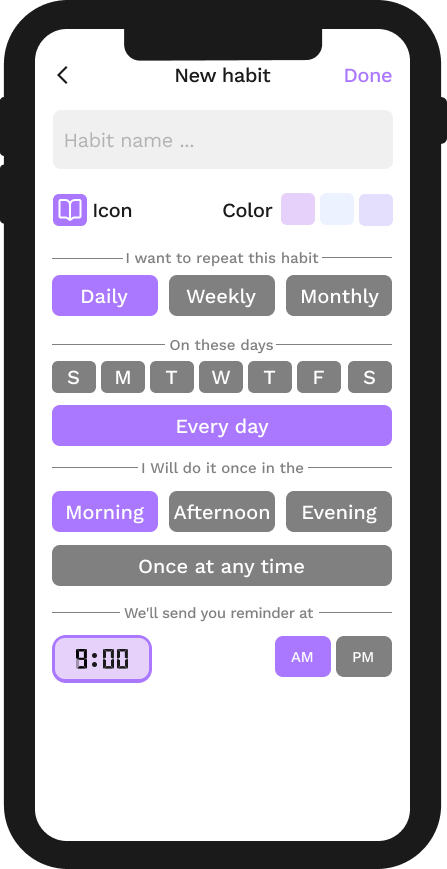 New habit Done
Habit name ...
Icon Color
I want to repeat this habit
Daily Weekly Monthly
On these days
S M T W T F S
Every day
I Will do it once in the
Morning Afternoon Evening
Once at any time
We'll send you reminder at
9:00 AM PM